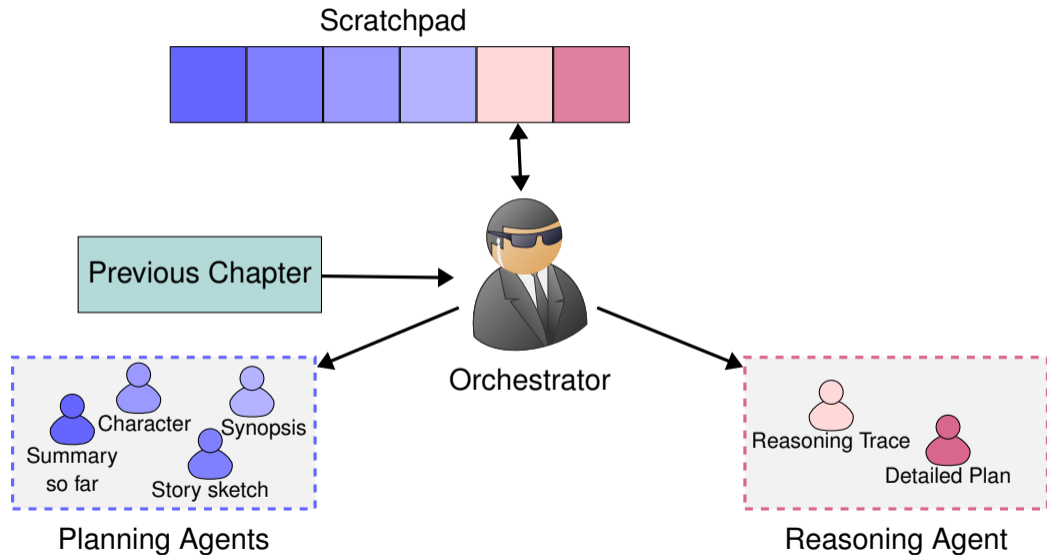 Scratchpad
Previous Chapter
Orchestrator
Character
Synopsis
Summary
so far
Story sketch
Planning Agents
Reasoning Trace
Detailed Plan
Reasoning Agent